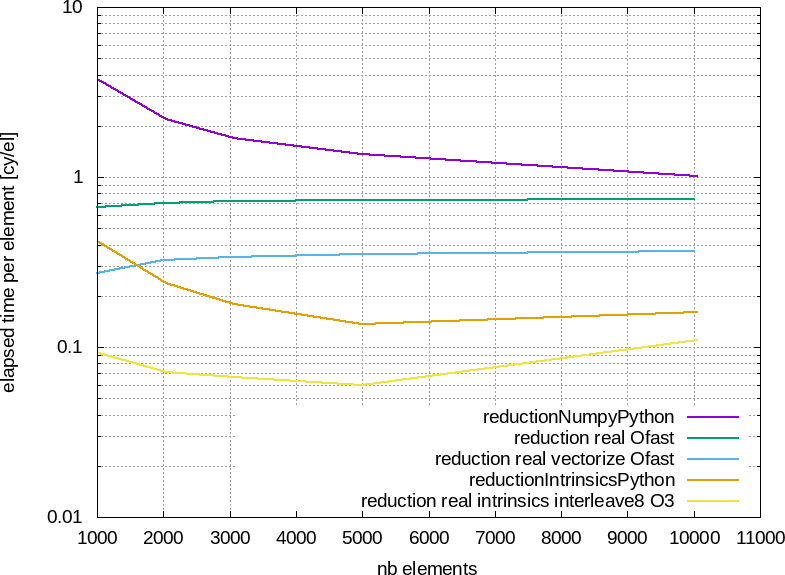 10
1
0.1
0.01
elapsed time per element [cy/el]
reductionNumpyPython
reduction real Ofast
reduction real vectorize Ofast
reductionIntrinsicsPython
reduction real intrinsics interleave8 O3
1000 2000 3000 4000 5000 6000 7000 8000 9000 10000 11000
nb elements